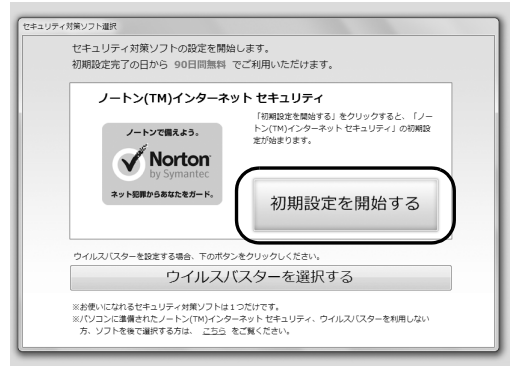 セキュリティ対策ソフト選択
セキュリティ対策ソフトの設定を開始します。
初期設定完了の日から 90日間無料 でご利用いただけます。
ノートン(TM)インターネット セキュリティ
ノートンで備えよう。
Norton
by Symantec
ネット犯罪からあなたをガード。
「初期設定を開始する」をクリックすると、「ノー
トン(TM)インターネット セキュリティ」の初期設
定が始まります。
初期設定を開始する
ウイルスバスターを設定する場合、下のボタンをクリックしください。
ウイルスバスターを選択する
※お使いになれるセキュリティ対策ソフトは1つだけです。
※パソコンに準備されたノートン(TM)インターネット セキュリティ、ウイルスバスターを利用しない
方、ソフトを後で選択する方は、 こちら をご覧ください。